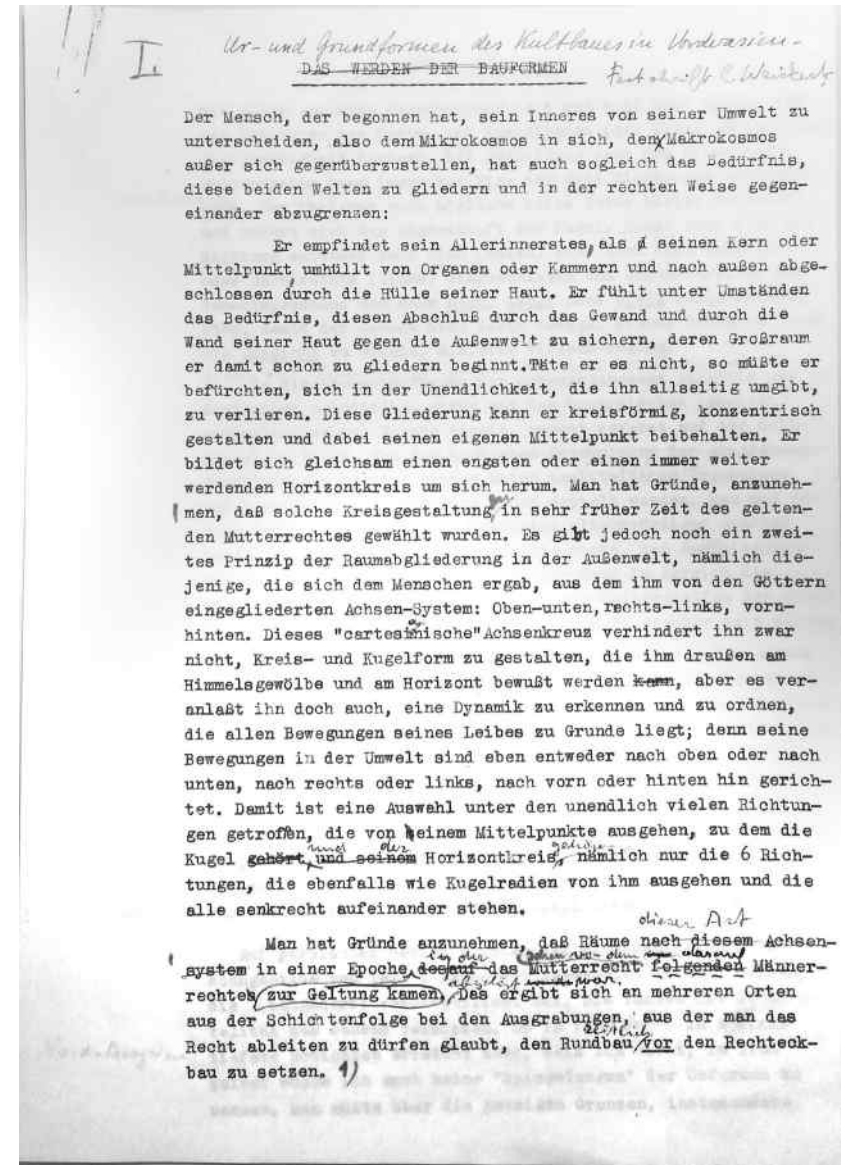 I.
Ur- und Grundformen des Kultbaues in Vorderasien -
DAS WERDEN DER BAUFORMEN Festschrift C. Weickert
Der Mensch, der begonnen hat, sein Inneres von seiner Umwelt zu
unterscheiden, also dem Mikrokosmos in sich, den Makrokosmos
außer sich gegenüberzustellen, hat auch sogleich das Bedürfnis,
diese beiden Welten zu gliedern und in der rechten Weise gegen-
einander abzugrenzen:
Er empfindet sein Allerinnerstes, als seinen Kern oder
Mittelpunkt, umhüllt von Organen oder Kammern und nach außen abge-
schlossen durch die Hülle seiner Haut. Er fühlt unter Umständen
das Bedürfnis, diesen Abschluß durch das Gewand und durch die
Wand seiner Haut gegen die Außenwelt zu sichern, deren Großraum
er damit schon zu gliedern beginnt. Täte er es nicht, so müßte er
befürchten, sich in der Unendlichkeit, die ihn allseitig umgibt,
zu verlieren. Diese Gliederung kann er kreisförmig, konzentrisch
gestalten und dabei seinen eigenen Mittelpunkt beibehalten. Er
bildet sich gleichsam einen engsten oder einen immer weiter
werdenden Horizontkreis um sich herum. Man hat Gründe, anzuneh-
men, daß solche Kreisgestaltung in sehr früher Zeit des gelten-
den Mutterrechtes gewählt wurden. Es gibt jedoch noch ein zwei-
tes Prinzip der Raumabgliederung in der Außenwelt, nämlich die-
jenige, die sich dem Menschen ergab, aus dem ihm von den Göttern
eingegliederten Achsen-System: Oben-unten, rechts-links, vorn-
hinten. Dieses "cartesianische" Achsenkreuz verhindert ihn zwar
nicht, Kreis- und Kugelform zu gestalten, die ihm draußen am
Himmelsgewölbe und am Horizont bewußt werden kann, aber es ver-
anlaßt ihn doch auch, eine Dynamik zu erkennen und zu ordnen,
die allen Bewegungen seines Leibes zu Grunde liegt; denn seine
Bewegungen in der Umwelt sind eben entweder nach oben oder nach
unten, nach rechts oder links, nach vorn oder hinten hin gerich-
tet. Damit ist eine Auswahl unter den unendlich vielen Richtun-
gen getroffen, die von einem Mittelpunkte ausgehen, zu dem die
und der
Kugel gehört, und seinem Horizontkreis, nämlich nur die 6 Rich-
tungen, die ebenfalls wie Kugelradien von ihm ausgehen und die
alle senkrecht aufeinander stehen.
dieser Art
Man hat Gründe anzunehmen, daß Räume nach diesem Achsen-
in der
system in einer Epoche, des auf das Mutterrecht folgenden Männer-
rechtes zur Geltung kamen. Das ergibt sich an mehreren Orten
aus der Schichtenfolge bei den Ausgrabungen, aus der man das
zeitlich
Recht ableiten zu dürfen glaubt, den Rundbau vor den Rechteck-
bau zu setzen. 1)